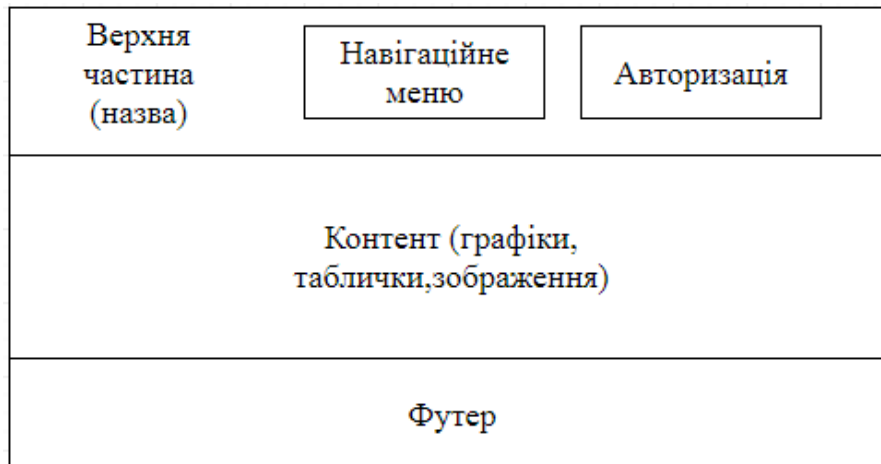 Верхня
частина
(назва)
Навігаційне
меню
Авторизація
Контент (графіки,
таблички,зображення)
Футер